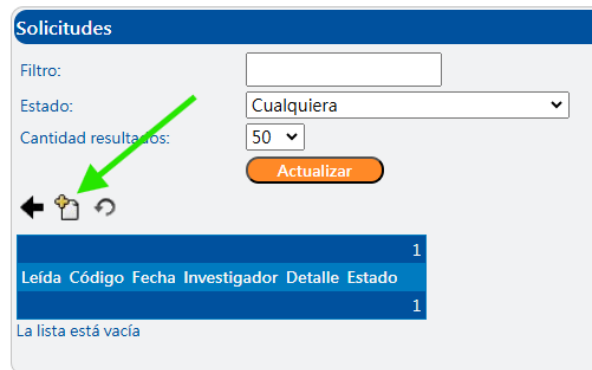 Solicitudes
Filtro:
Estado: Cualquiera
Cantidad resultados: 50
Actualizar
1
Leída Código Fecha Investigador Detalle Estado
1
La lista está vacía